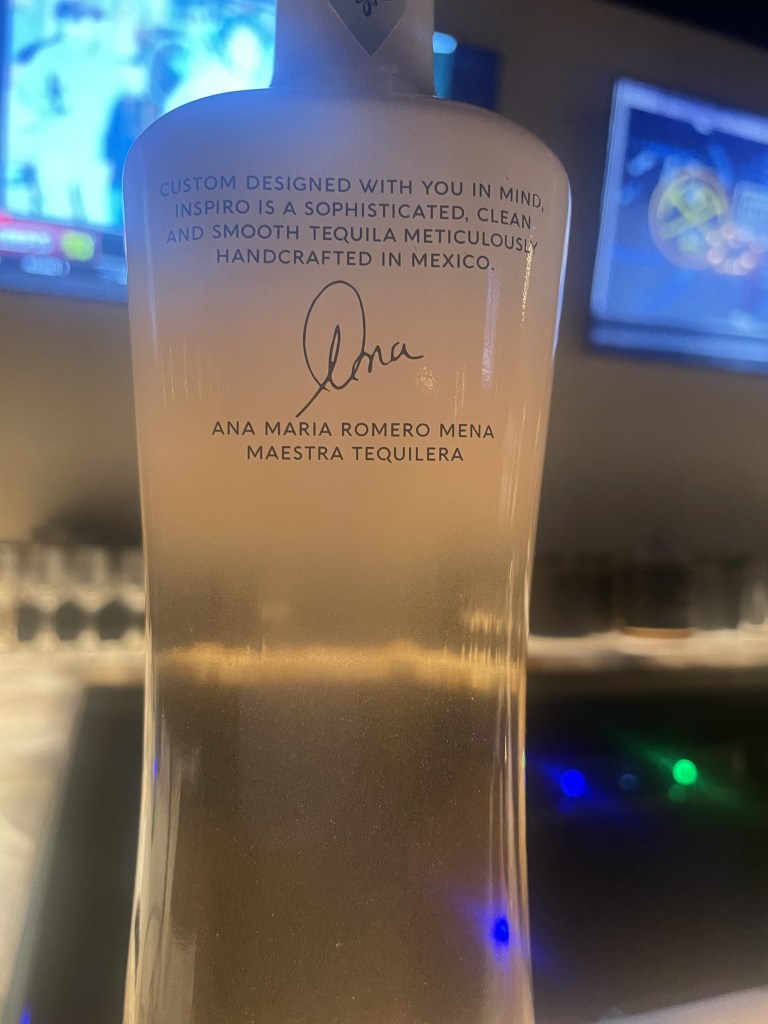 CUSTOM DESIGNED WITH YOU IN MIND,
INSPIRO IS A SOPHISTICATED, CLEAN
AND SMOOTH TEQUILA METICULOUSLY
HANDCRAFTED IN MEXICO.
Ana
ANA MARIA ROMERO MENA
MAESTRA TEQUILERA